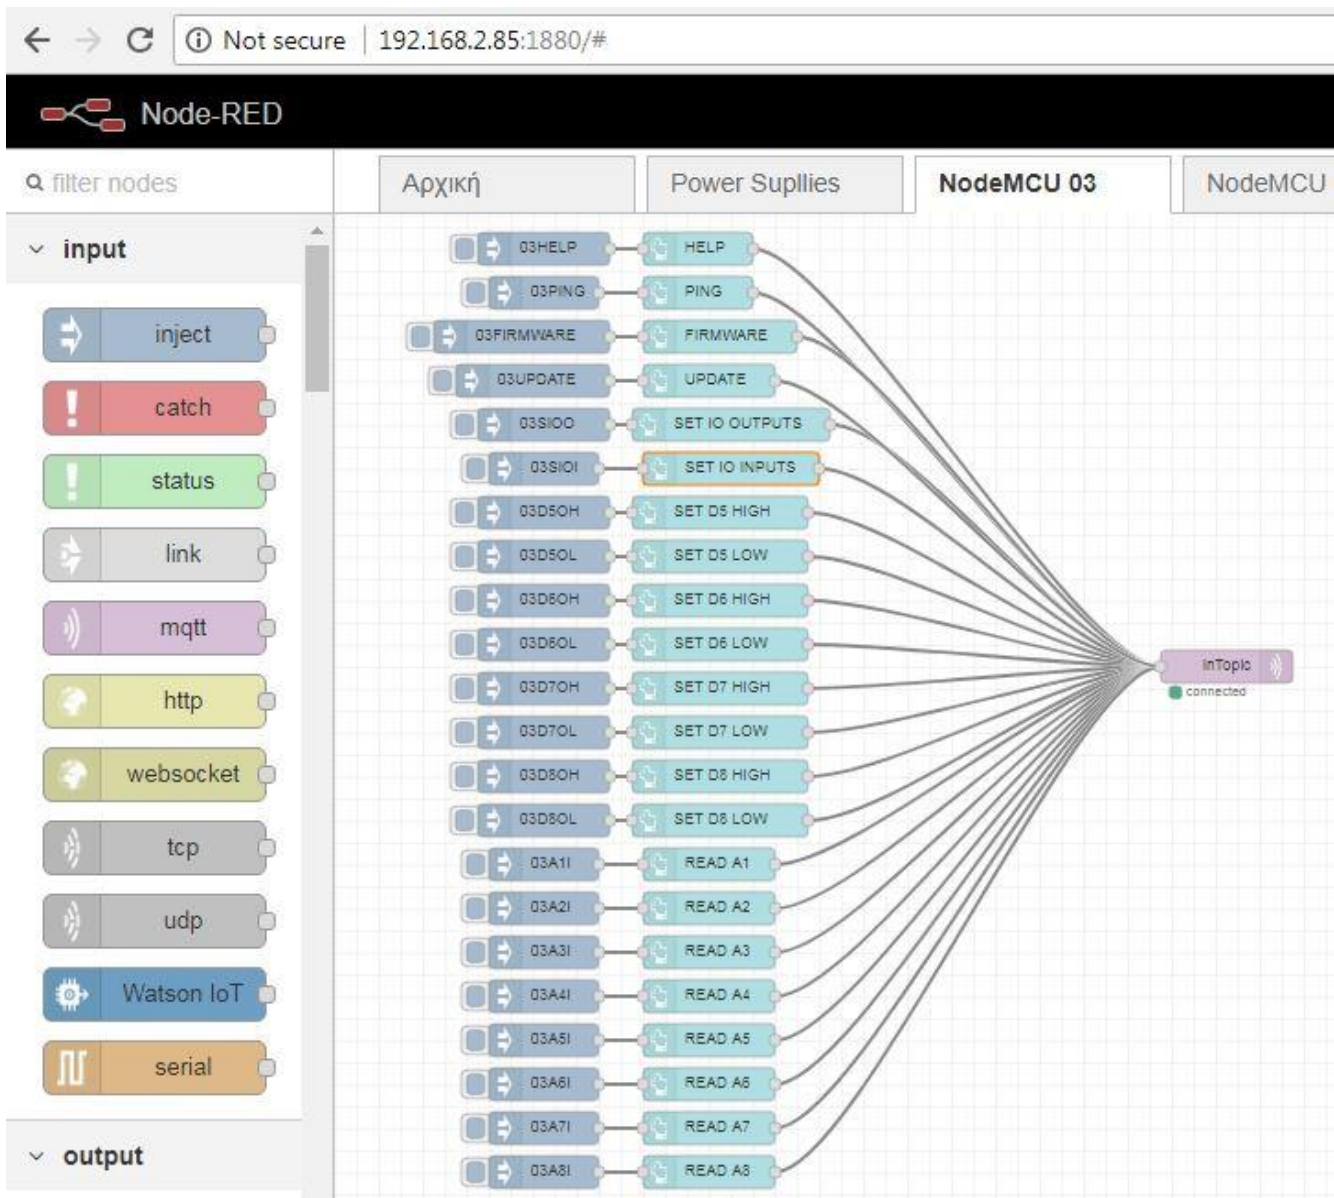 Not secure | 192.168.2.85:1880/#
Node-RED
filter nodes
Αρχική
Power Supllies
NodeMCU 03
NodeMCU
input
inject
catch
status
link
mqtt
http
websocket
tcp
udp
Watson IoT
serial
output
03HELP HELP
03PING PING
03FIRMWARE FIRMWARE
03UPDATE UPDATE
03SIOO SET IO OUTPUTS
03SIOI SET IO INPUTS
03D5OH SET D5 HIGH
03D5OL SET D5 LOW
03D6OH SET D6 HIGH
03D6OL SET D6 LOW
03D7OH SET D7 HIGH
03D7OL SET D7 LOW
03D8OH SET D8 HIGH
03D8OL SET D8 LOW
03A1I READ A1
03A2I READ A2
03A3I READ A3
03A4I READ A4
03A5I READ A5
03A6I READ A6
03A7I READ A7
03A8I READ A8
InTopic
connected